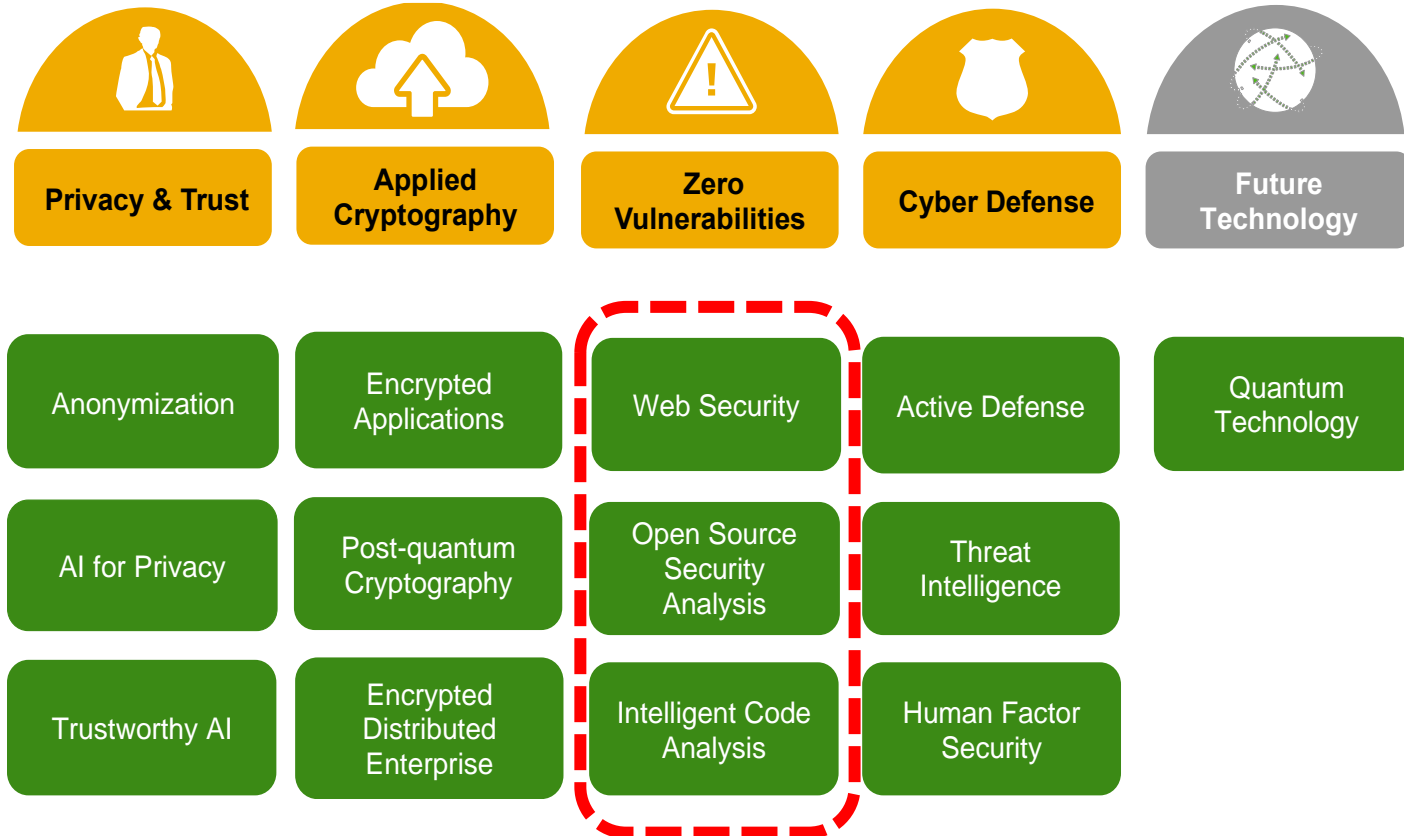 !
Privacy & Trust
Applied
Cryptography
Zero
Vulnerabilities
Cyber Defense
Future
Technology
Anonymization
Encrypted
Applications
Web Security
Active Defense
Quantum
Technology
AI for Privacy
Post-quantum
Cryptography
Open Source
Security
Analysis
Threat
Intelligence
Trustworthy AI
Encrypted
Distributed
Enterprise
Intelligent Code
Analysis
Human Factor
Security